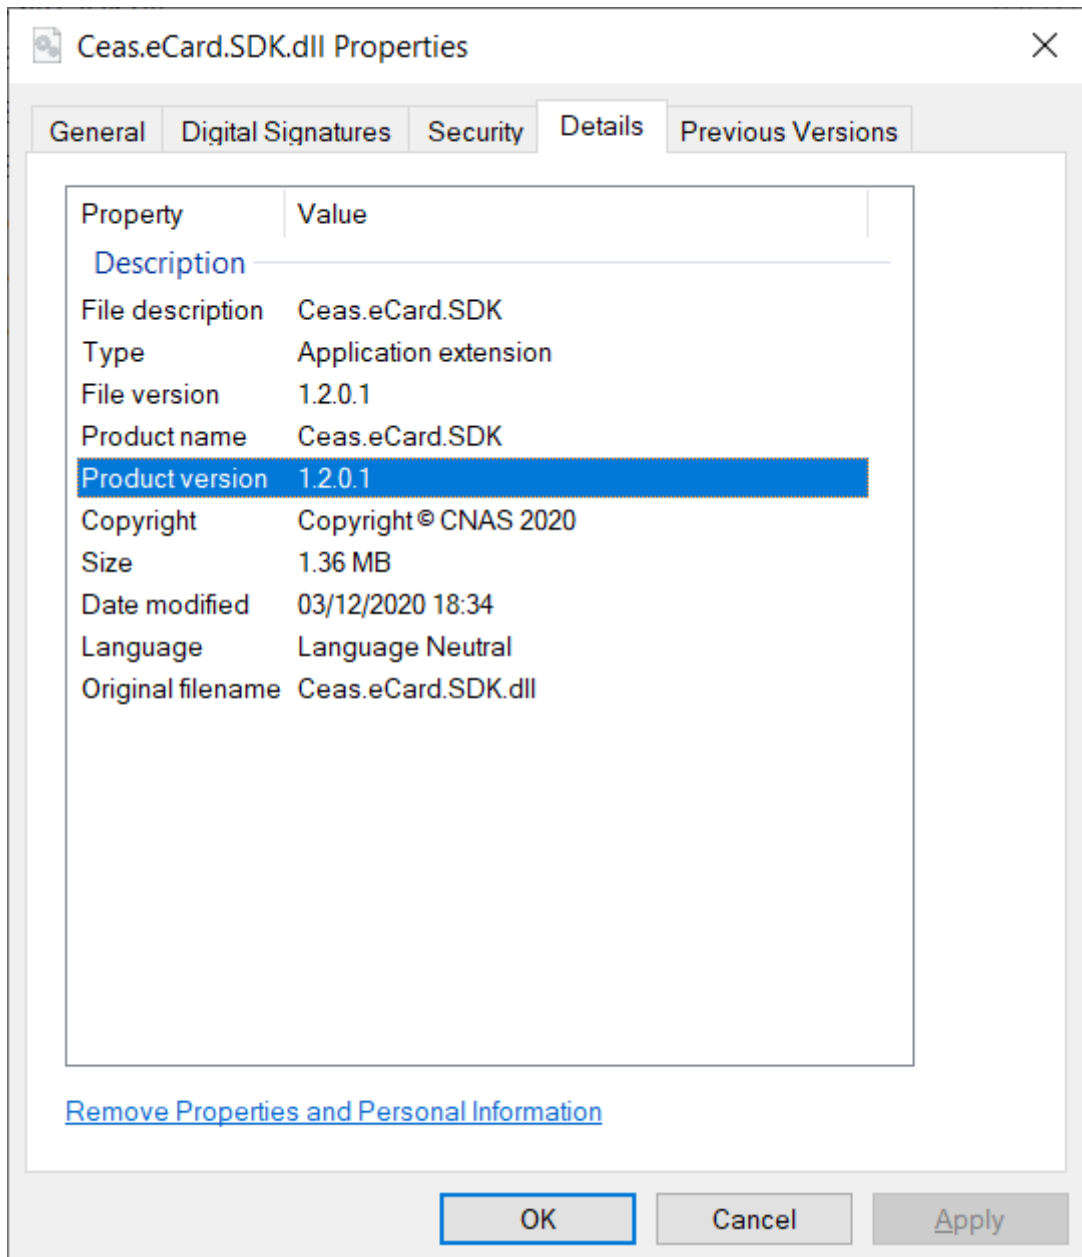 Ceas.eCard.SDK.dll Properties
General Digital Signatures Security Details Previous Versions
Property Value
Description
File description Ceas.eCard.SDK
Type Application extension
File version 1.2.0.1
Product name Ceas.eCard.SDK
Product version 1.2.0.1
Copyright Copyright © CNAS 2020
Size 1.36 MB
Date modified 03/12/2020 18:34
Language Language Neutral
Original filename Ceas.eCard.SDK.dll
Remove Properties and Personal Information
OK Cancel Apply